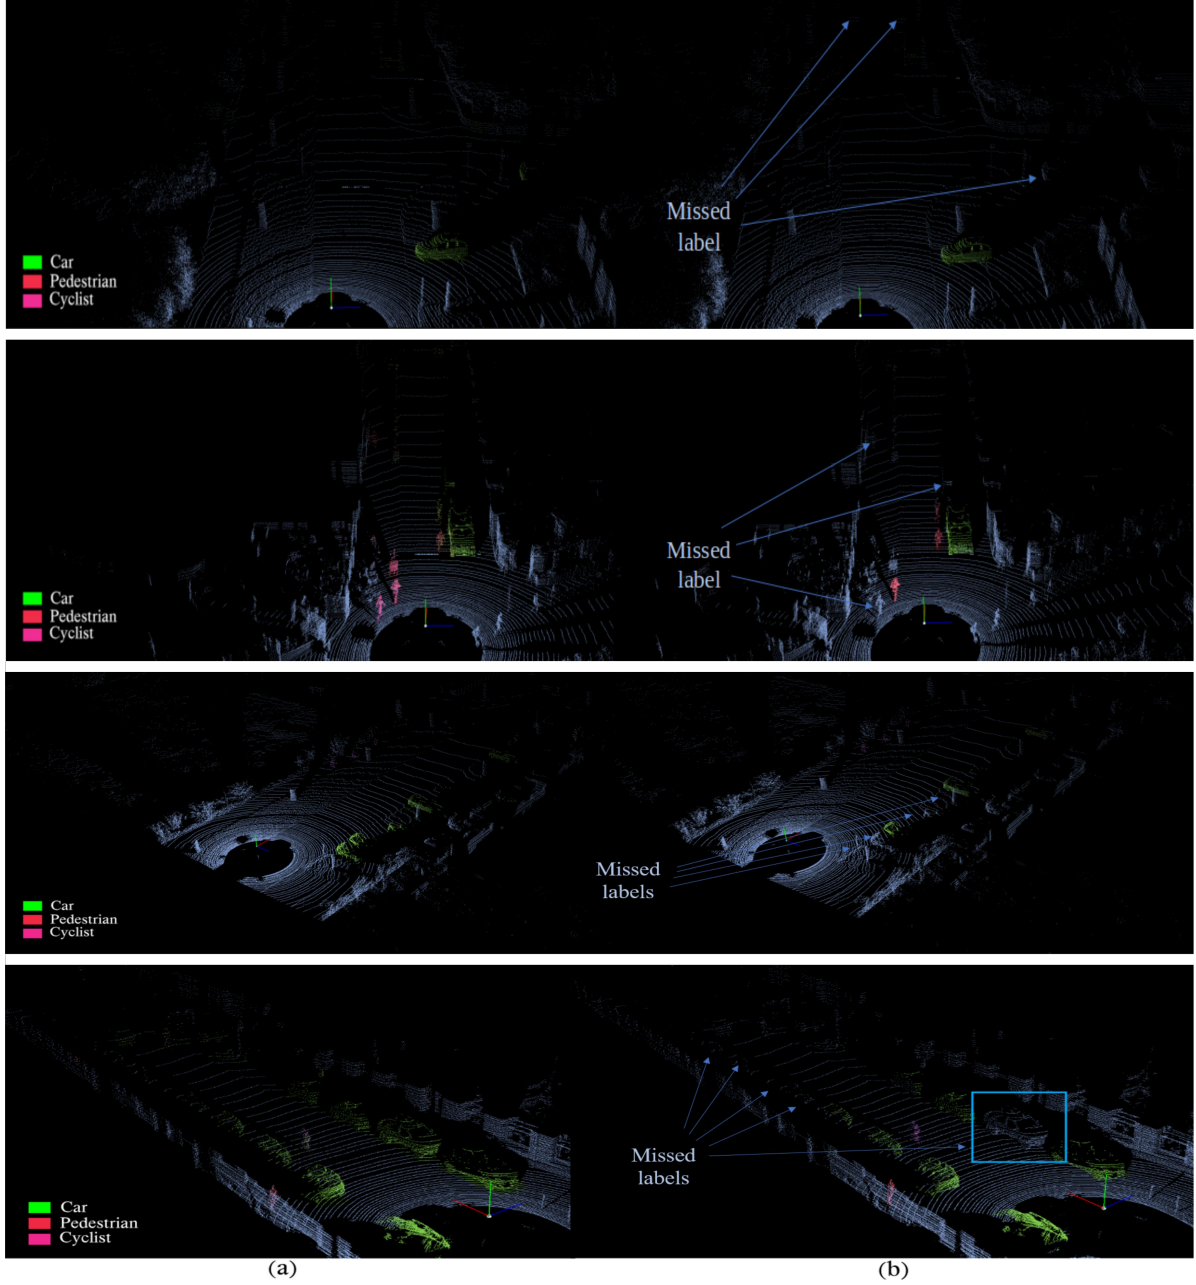 Missed
label
Car
Pedestrian
Cyclist
Missed
label
Car
Pedestrian
Cyclist
Missed
labels
Car
Pedestrian
Cyclist
Missed
labels
Car
Pedestrian
Cyclist
(a)
(b)